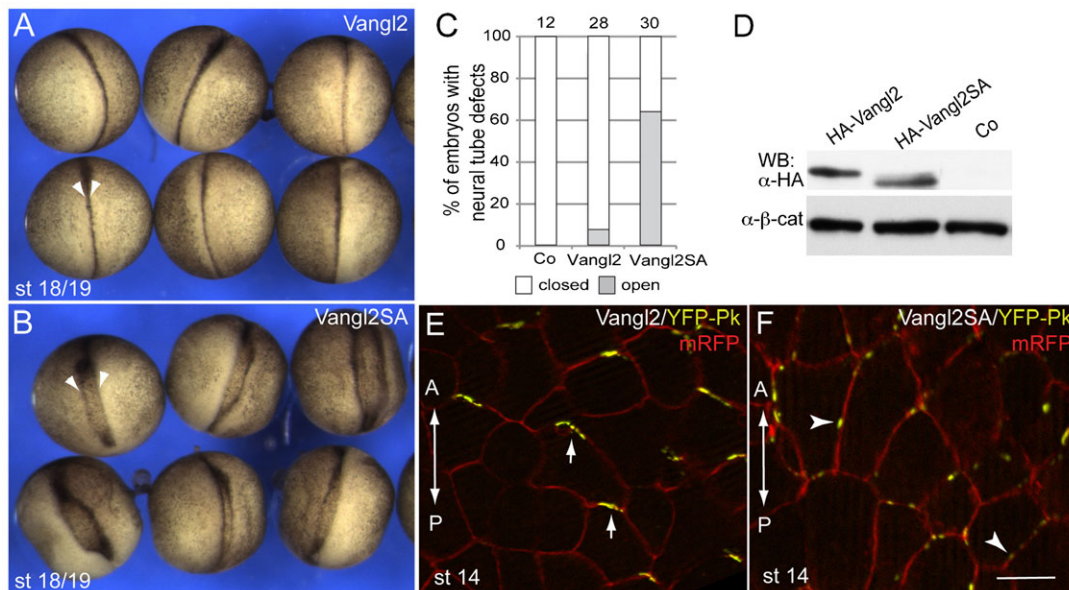 A
Vangl2
st 18/19
B
Vangl2SA
st 18/19
C
12 28 30
% of embryos with
neural tube defects
100
80
60
40
20
0
Co Vangl2 Vangl2SA
closed open
D
HA-Vangl2
HA-Vangl2SA
Co
WB:
α-HA
α-β-cat
E
Vangl2/YFP-Pk
mRFP
A
P
st 14
F
Vangl2SA/YFP-Pk
mRFP
A
P
st 14